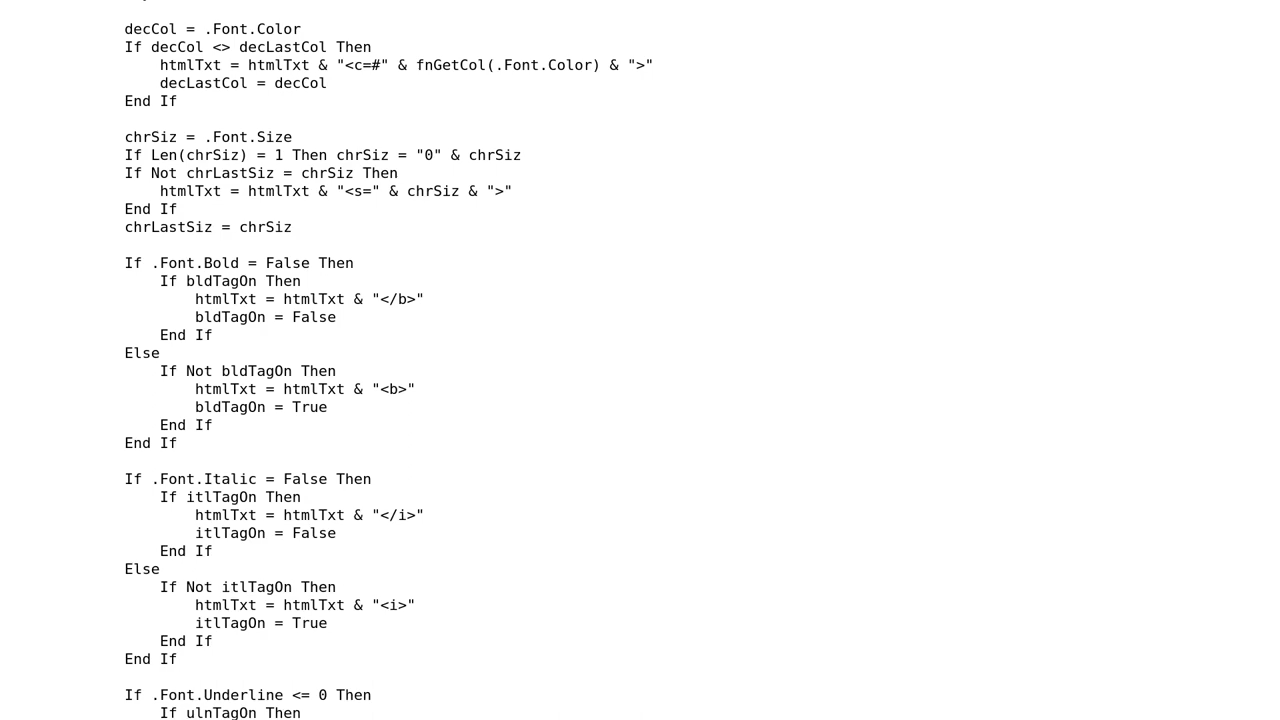 decCol = .Font.Color
If decCol <> decLastCol Then
htmlTxt = htmlTxt & "<c=#" & fnGetCol(.Font.Color) & ">"
decLastCol = decCol
End If
chrSiz = .Font.Size
If Len(chrSiz) = 1 Then chrSiz = "0" & chrSiz
If Not chrLastSiz = chrSiz Then
htmlTxt = htmlTxt & "<s=" & chrSiz & ">"
End If
chrLastSiz = chrSiz
If .Font.Bold = False Then
If bldTagOn Then
htmlTxt = htmlTxt & "</b>"
bldTagOn = False
End If
Else
If Not bldTagOn Then
htmlTxt = htmlTxt & "<b>"
bldTagOn = True
End If
End If
If .Font.Italic = False Then
If itlTagOn Then
htmlTxt = htmlTxt & "</i>"
itlTagOn = False
End If
Else
If Not itlTagOn Then
htmlTxt = htmlTxt & "<i>"
itlTagOn = True
End If
End If
If .Font.Underline <= 0 Then
If ulnTagOn Then